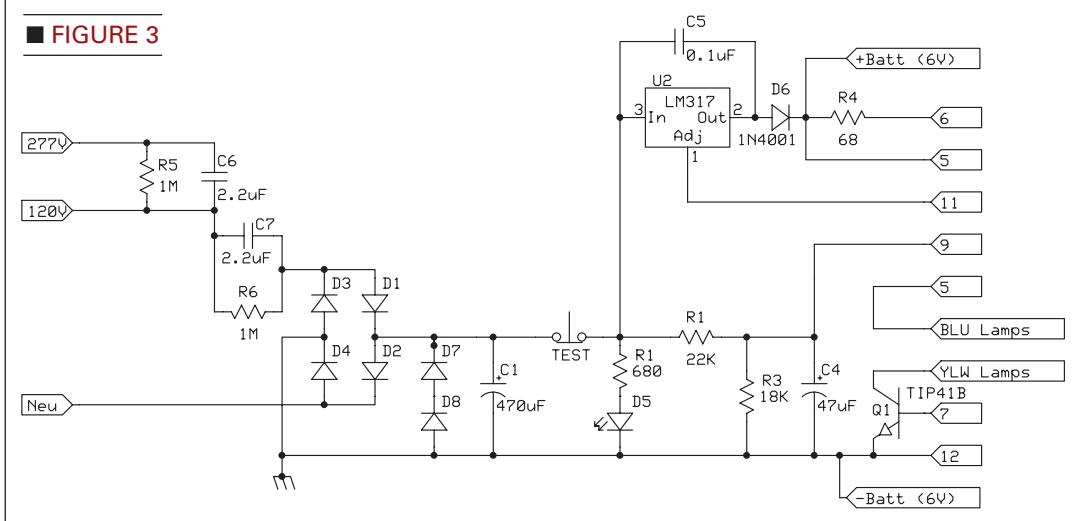 ■ FIGURE 3
C5
0.1uF
+Batt (6V)
U2
LM317
3 In Out 2
Adj
1
D6
1N4001
R4
68
6
5
11
277V
R5
1M
C6
2.2uF
120V
C7
2.2uF
R6
1M
9
D3
D1
5
BLU Lamps
TEST
R1
22K
D4
D2
D7
C1
+
470uF
R1
680
R3
18K
C4
+
47uF
YLW Lamps
TIP41B
Q1
7
Neu
D8
D5
12
-Batt (6V)